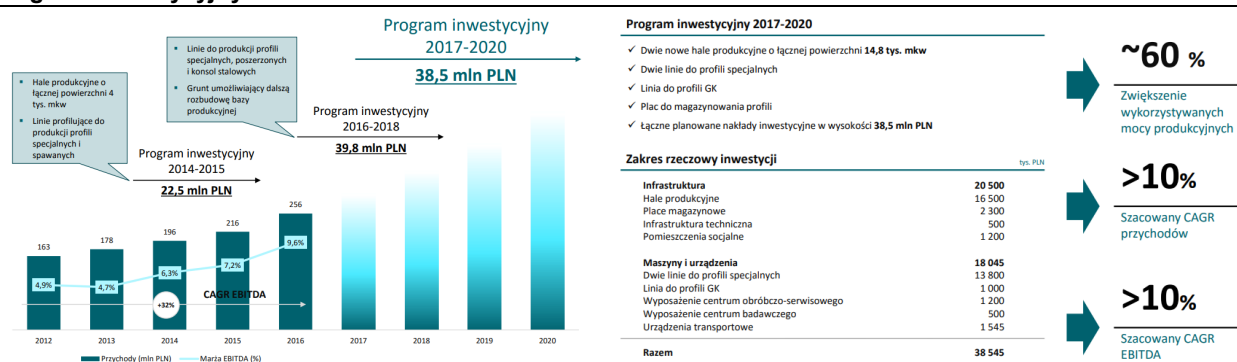 Program inwestycyjny
2017-2020
38,5 mln PLN
Linie do produkcji profili
specjalnych, poszerzonych
i konsol stalowych
Grunt umożliwiający dalszą
rozbudowę bazy
produkcyjnej
Hale produkcyjne o
łącznej powierzchni 4
tys. mkw
Linie profilujące do
produkcji profili
specjalnych i
spawanych
Program inwestycyjny
2016-2018
39,8 mln PLN
Program inwestycyjny
2014-2015
22,5 mln PLN
163
178
196
216
256
4,9%
4,7%
6,3%
7,2%
9,6%
+32%
CAGR EBITDA
2012 2013 2014 2015 2016 2017 2018 2019 2020
Przychody (mln PLN) Marża EBITDA (%)
Program inwestycyjny 2017-2020
✓ Dwie nowe hale produkcyjne o łącznej powierzchni 14,8 tys. mkw
✓ Dwie linie do profili specjalnych
✓ Linia do profili GK
✓ Plac do magazynowania profili
✓ Łączne planowane nakłady inwestycyjne w wysokości 38,5 mln PLN
Zakres rzeczowy inwestycji tys. PLN
Infrastruktura 20 500
Hale produkcyjne 16 500
Place magazynowe 2 300
Infrastruktura techniczna 500
Pomieszczenia socjalne 1 200
Maszyny i urządzenia 18 045
Dwie linie do profili specjalnych 13 800
Linia do profili GK 1 000
Wyposażenie centrum obróbczo-serwisowego 1 200
Wyposażenie centrum badawczego 500
Urządzenia transportowe 1 545
Razem 38 545
~60 %
Zwiększenie
wykorzystywanych
mocy produkcyjnych
>10%
Szacowany CAGR
przychodów
>10%
Szacowany CAGR
EBITDA